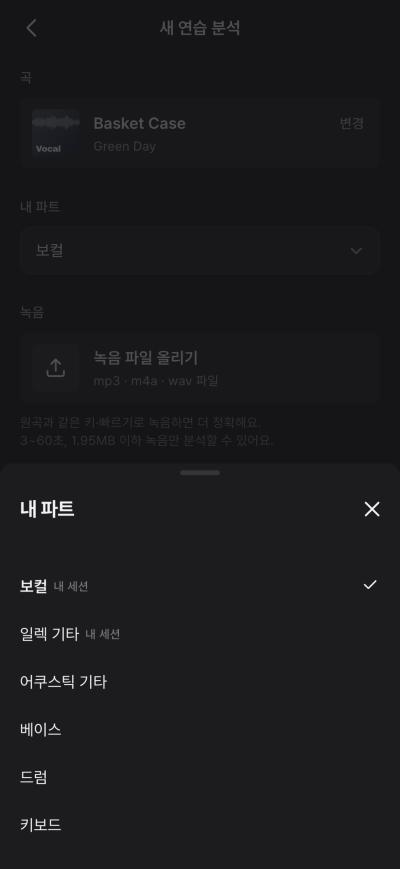 새 연습 분석
곡
Basket Case
변경
Vocal
Green Day
내 파트
보컬
녹음
녹음 파일 올리기
mp3 · m4a · wav 파일
원곡과 같은 키·빠르기로 녹음하면 더 정확해요.
3~60초, 1.95MB 이하 녹음만 분석할 수 있어요.
내 파트
보컬 내 세션
일렉 기타 내 세션
어쿠스틱 기타
베이스
드럼
키보드